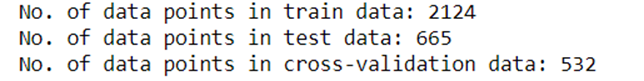 No. of data points in train data: 2124
No. of data points in test data: 665
No. of data points in cross-validation data: 532